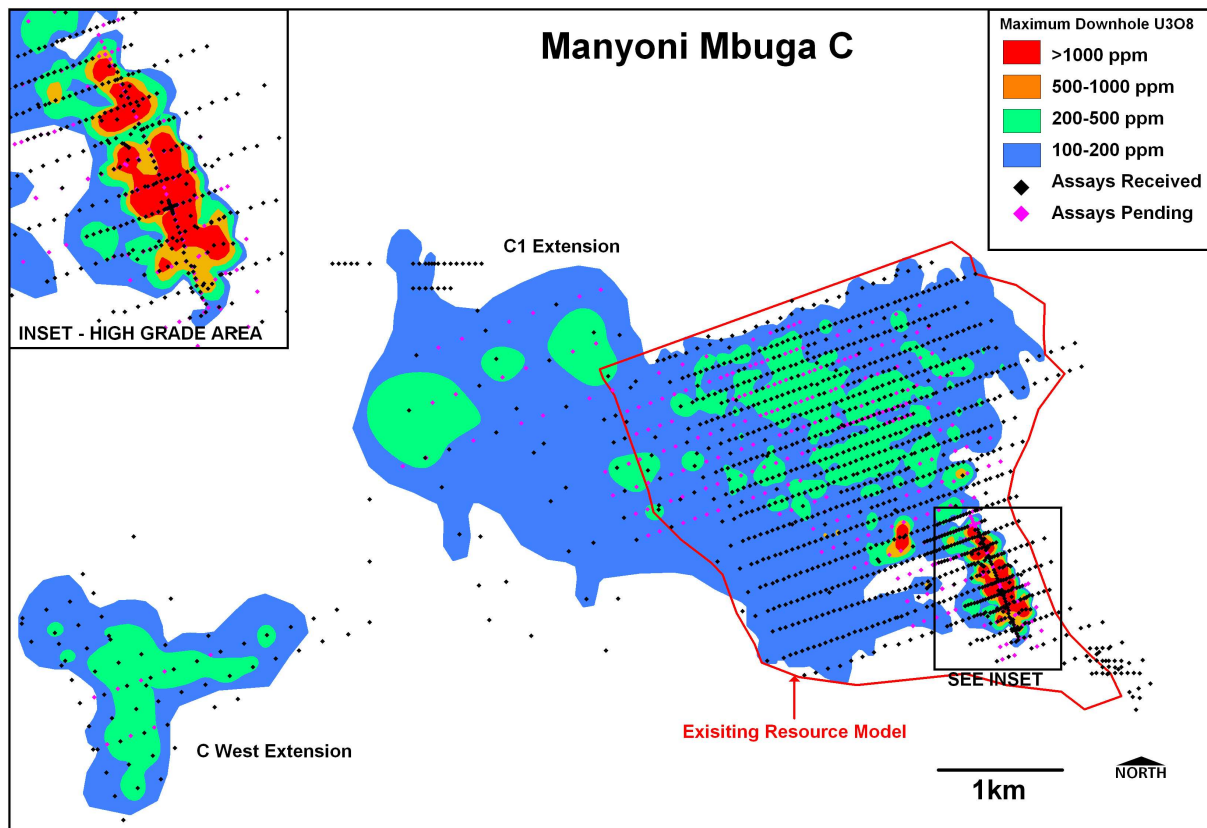 Manyoni Mbuga C
Maximum Downhole U3O8
>1000 ppm
500-1000 ppm
200-500 ppm
100-200 ppm
Assays Received
Assays Pending
INSET - HIGH GRADE AREA
C1 Extension
SEE INSET
Exisiting Resource Model
C West Extension
1km
NORTH